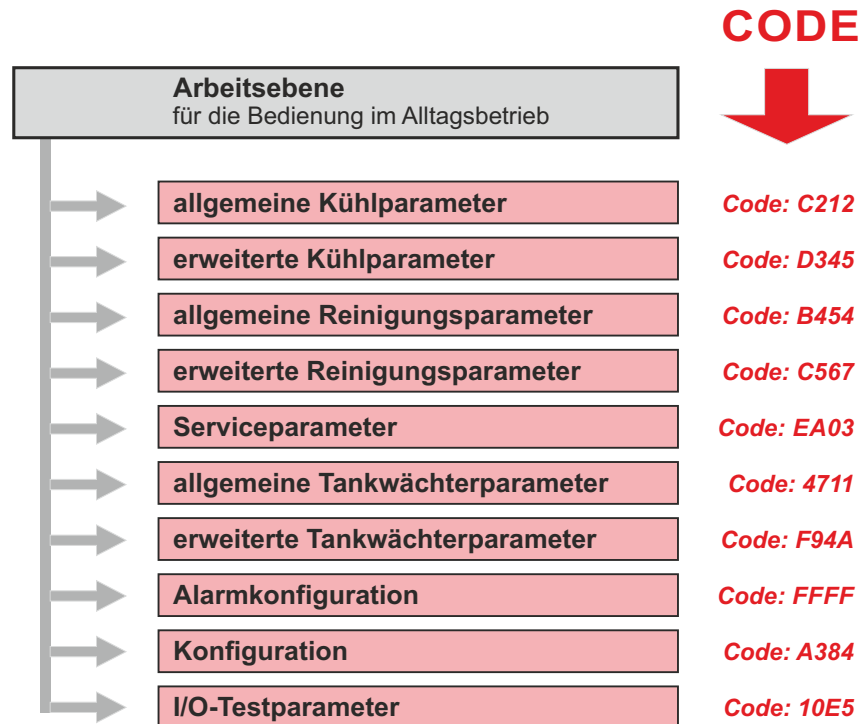 CODE
Arbeitsebene
für die Bedienung im Alltagsbetrieb
allgemeine Kühlparameter Code: C212
erweiterte Kühlparameter Code: D345
allgemeine Reinigungsparameter Code: B454
erweiterte Reinigungsparameter Code: C567
Serviceparameter Code: EA03
allgemeine Tankwächterparameter Code: 4711
erweiterte Tankwächterparameter Code: F94A
Alarmkonfiguration Code: FFFF
Konfiguration Code: A384
I/O-Testparameter Code: 10E5